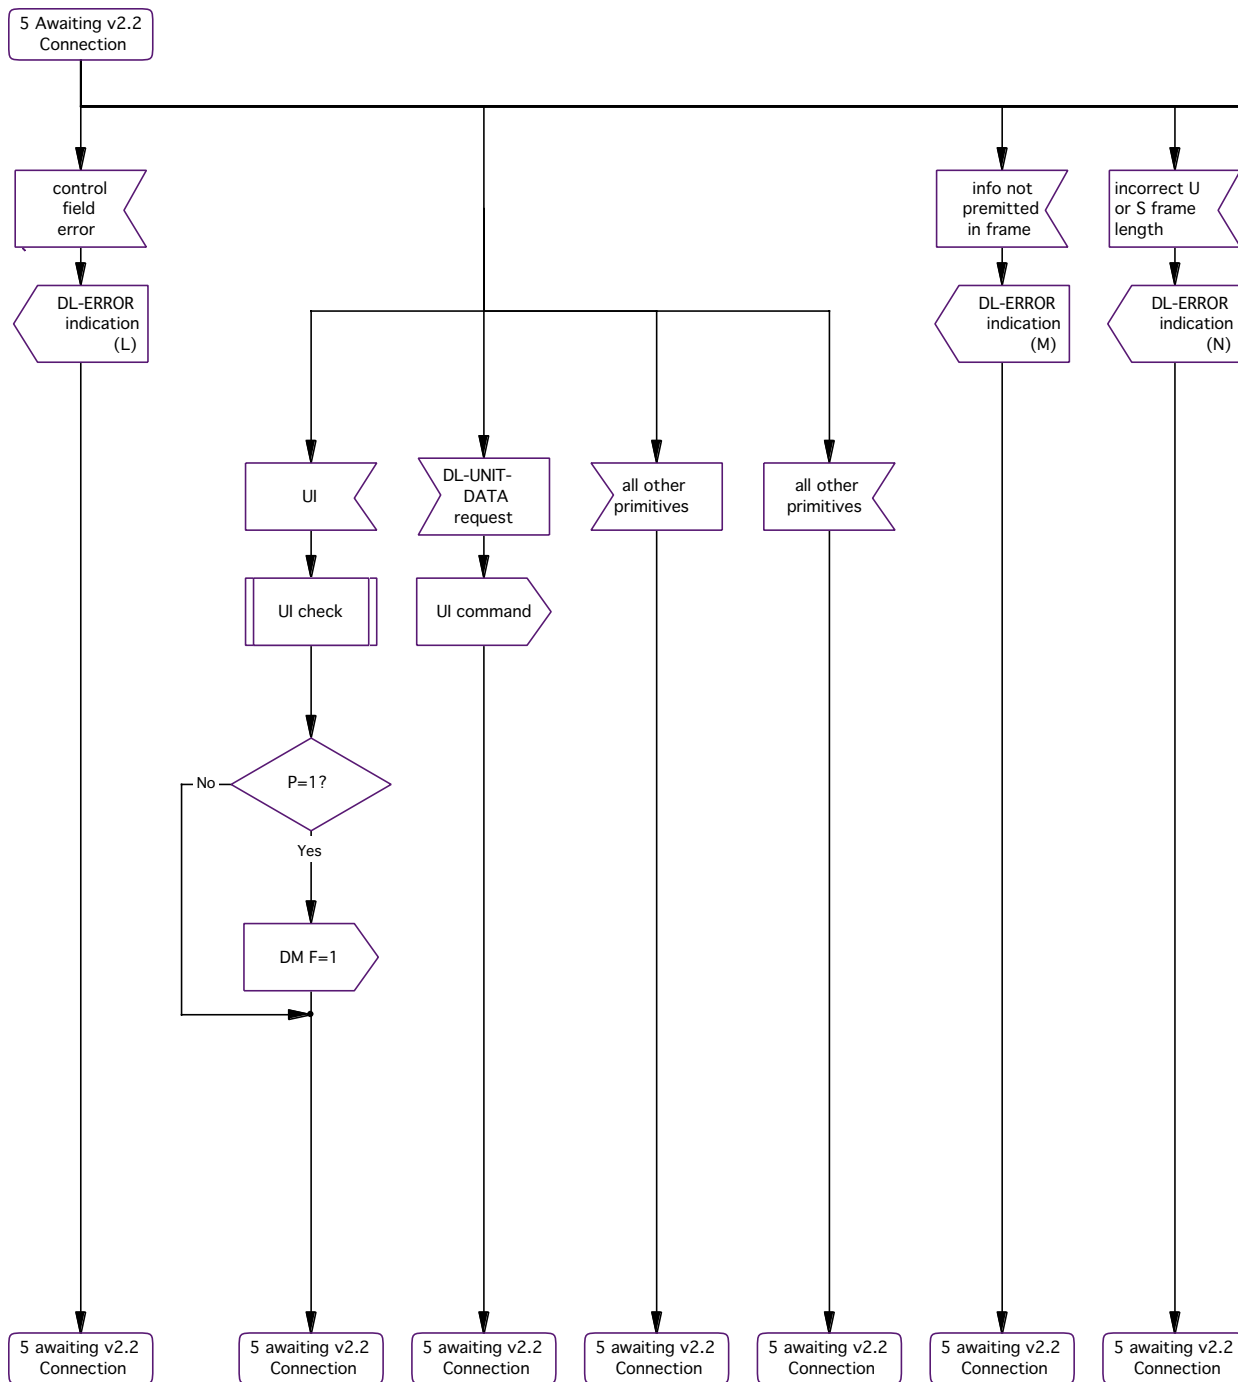 5 Awaiting v2.2
Connection
control
field
error
info not
premitted
in frame
incorrect U
or S frame
length
DL-ERROR
indication
(L)
DL-ERROR
indication
(M)
DL-ERROR
indication
(N)
UI
DL-UNIT-
DATA
request
all other
primitives
all other
primitives
UI check
UI command
P=1?
No
Yes
DM F=1
5 awaiting v2.2
Connection
5 awaiting v2.2
Connection
5 awaiting v2.2
Connection
5 awaiting v2.2
Connection
5 awaiting v2.2
Connection
5 awaiting v2.2
Connection
5 awaiting v2.2
Connection